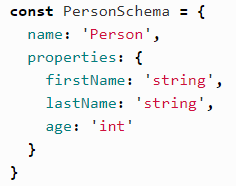 const PersonSchema = {
  name: 'Person',
  properties: {
    firstName: 'string',
    lastName: 'string',
    age: 'int'
  }
}